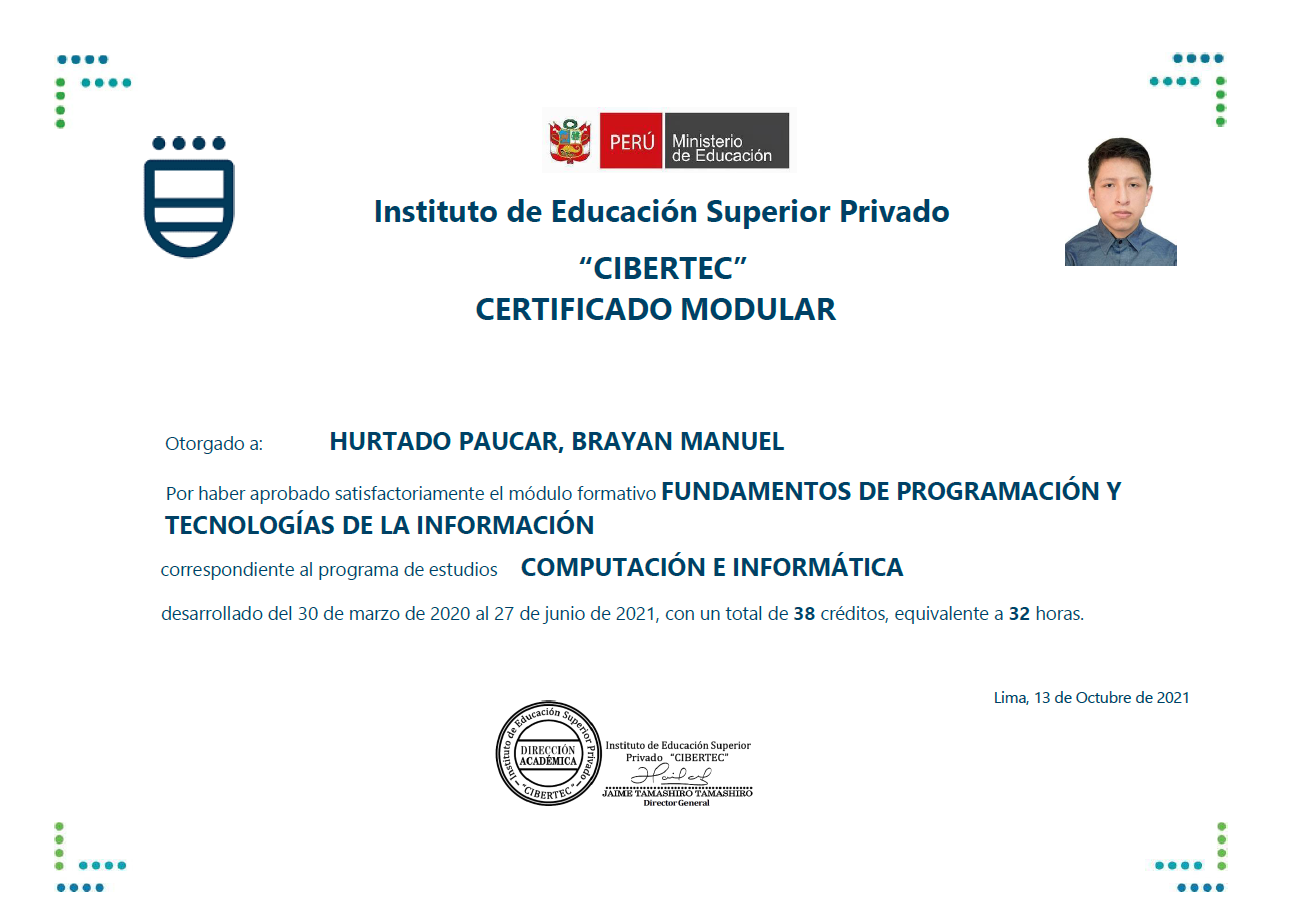 PERÚ
Ministerio
de Educación
Instituto de Educación Superior Privado
“CIBERTEC”
CERTIFICADO MODULAR
Otorgado a: HURTADO PAUCAR, BRAYAN MANUEL
Por haber aprobado satisfactoriamente el módulo formativo FUNDAMENTOS DE PROGRAMACIÓN Y
TECNOLOGÍAS DE LA INFORMACIÓN
correspondiente al programa de estudios COMPUTACIÓN E INFORMÁTICA
desarrollado del 30 de marzo de 2020 al 27 de junio de 2021, con un total de 38 créditos, equivalente a 32 horas.
Lima, 13 de Octubre de 2021
Instituto de Educación Superior Privado
DIRECCIÓN
ACADÉMICA
“CIBERTEC”
Instituto de Educación Superior
Privado “CIBERTEC”
JAIME TAMASHIRO TAMASHIRO
Director General